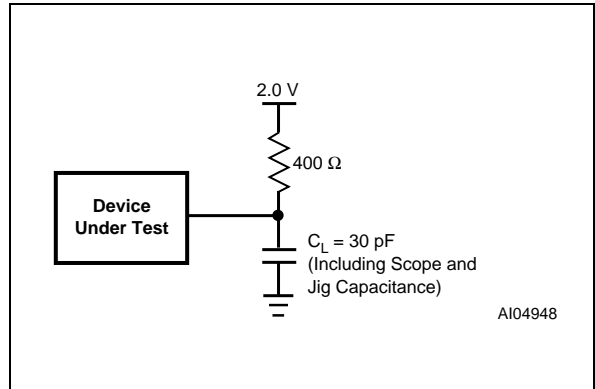 2.0 V
400 Ω
Device
Under Test
C_L = 30 pF
(Including Scope and
Jig Capacitance)
AI04948